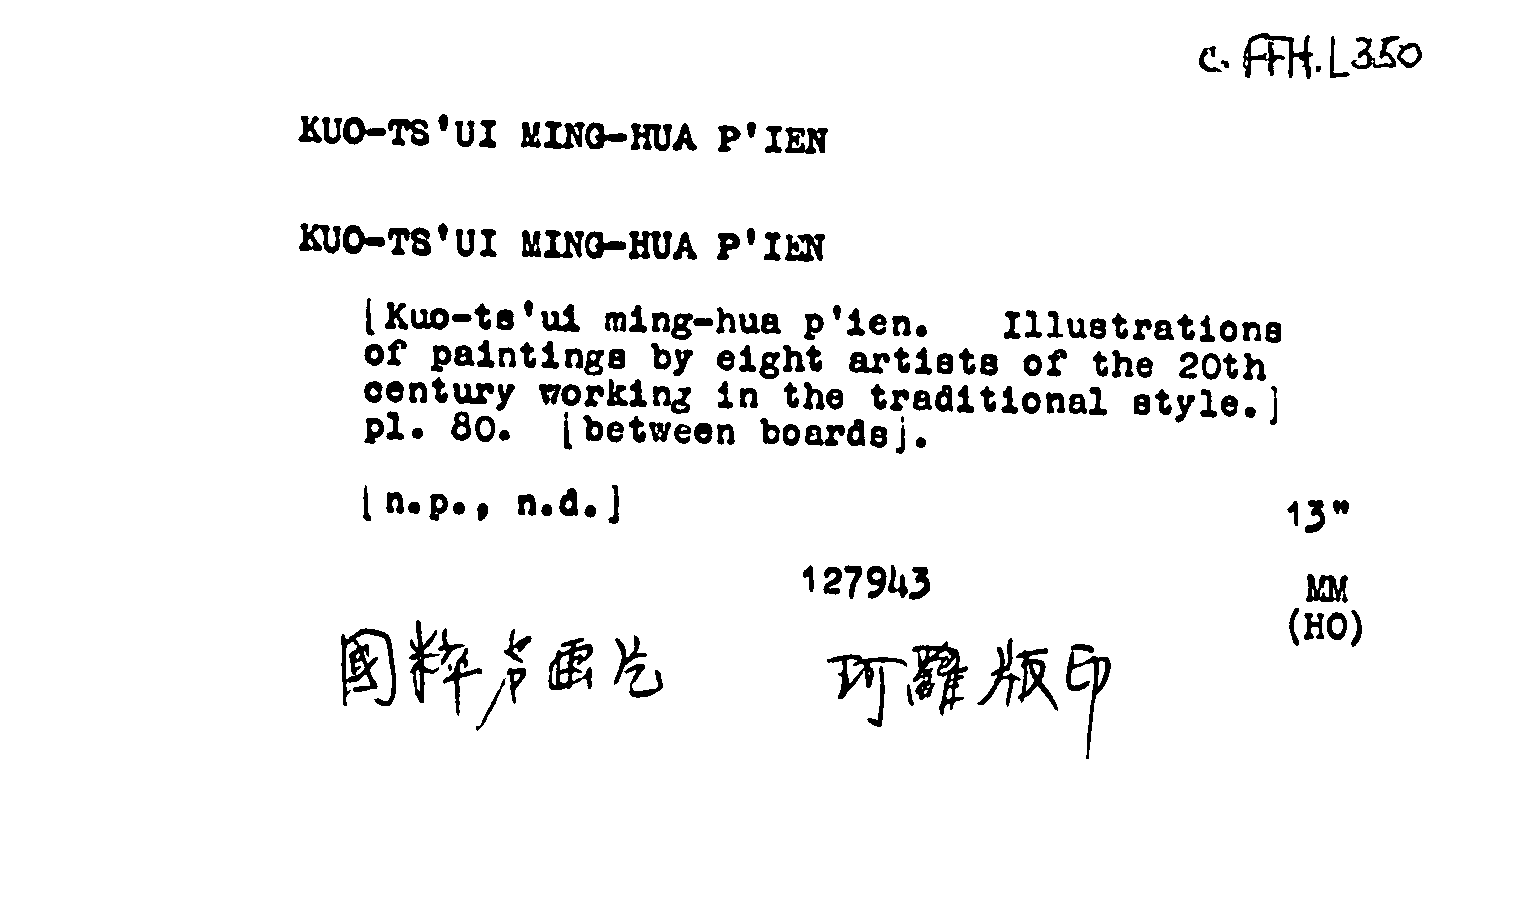 c. FFH.L350
KUO-TS'UI MING-HUA P'IEN
KUO-TS'UI MING-HUA P'IEN
[Kuo-ts'ui ming-hua p'ien. Illustrations
of paintings by eight artists of the 20th
century working in the traditional style.]
pl. 80. [between boards].
[n.p., n.d.] 13"
127943 MM
(HO)
國粹名畫片 珂羅版印